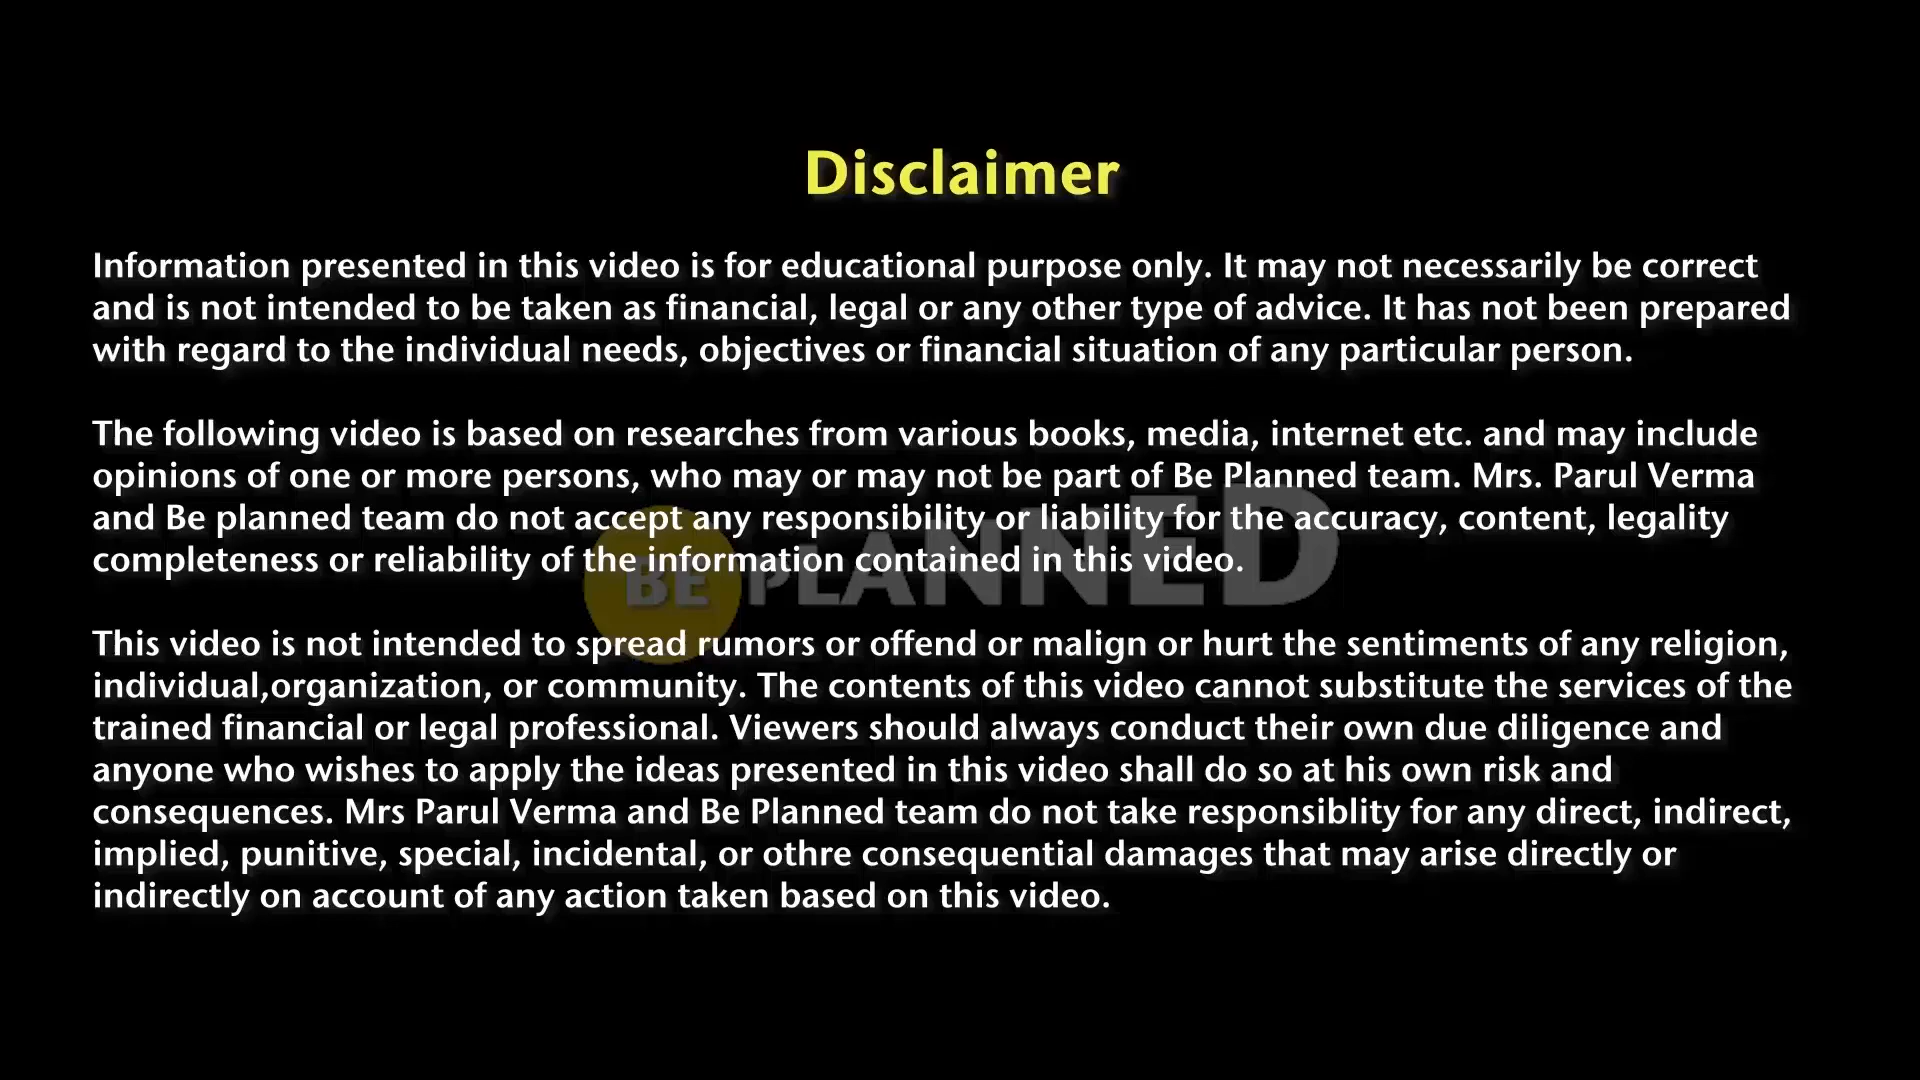 Disclaimer
Information presented in this video is for educational purpose only. It may not necessarily be correct
and is not intended to be taken as financial, legal or any other type of advice. It has not been prepared
with regard to the individual needs, objectives or financial situation of any particular person.
The following video is based on researches from various books, media, internet etc. and may include
opinions of one or more persons, who may or may not be part of Be Planned team. Mrs. Parul Verma
and Be planned team do not accept any responsibility or liability for the accuracy, content, legality
completeness or reliability of the information contained in this video.
BE PLANNED
This video is not intended to spread rumors or offend or malign or hurt the sentiments of any religion,
individual,organization, or community. The contents of this video cannot substitute the services of the
trained financial or legal professional. Viewers should always conduct their own due diligence and
anyone who wishes to apply the ideas presented in this video shall do so at his own risk and
consequences. Mrs Parul Verma and Be Planned team do not take responsiblity for any direct, indirect,
implied, punitive, special, incidental, or othre consequential damages that may arise directly or
indirectly on account of any action taken based on this video.